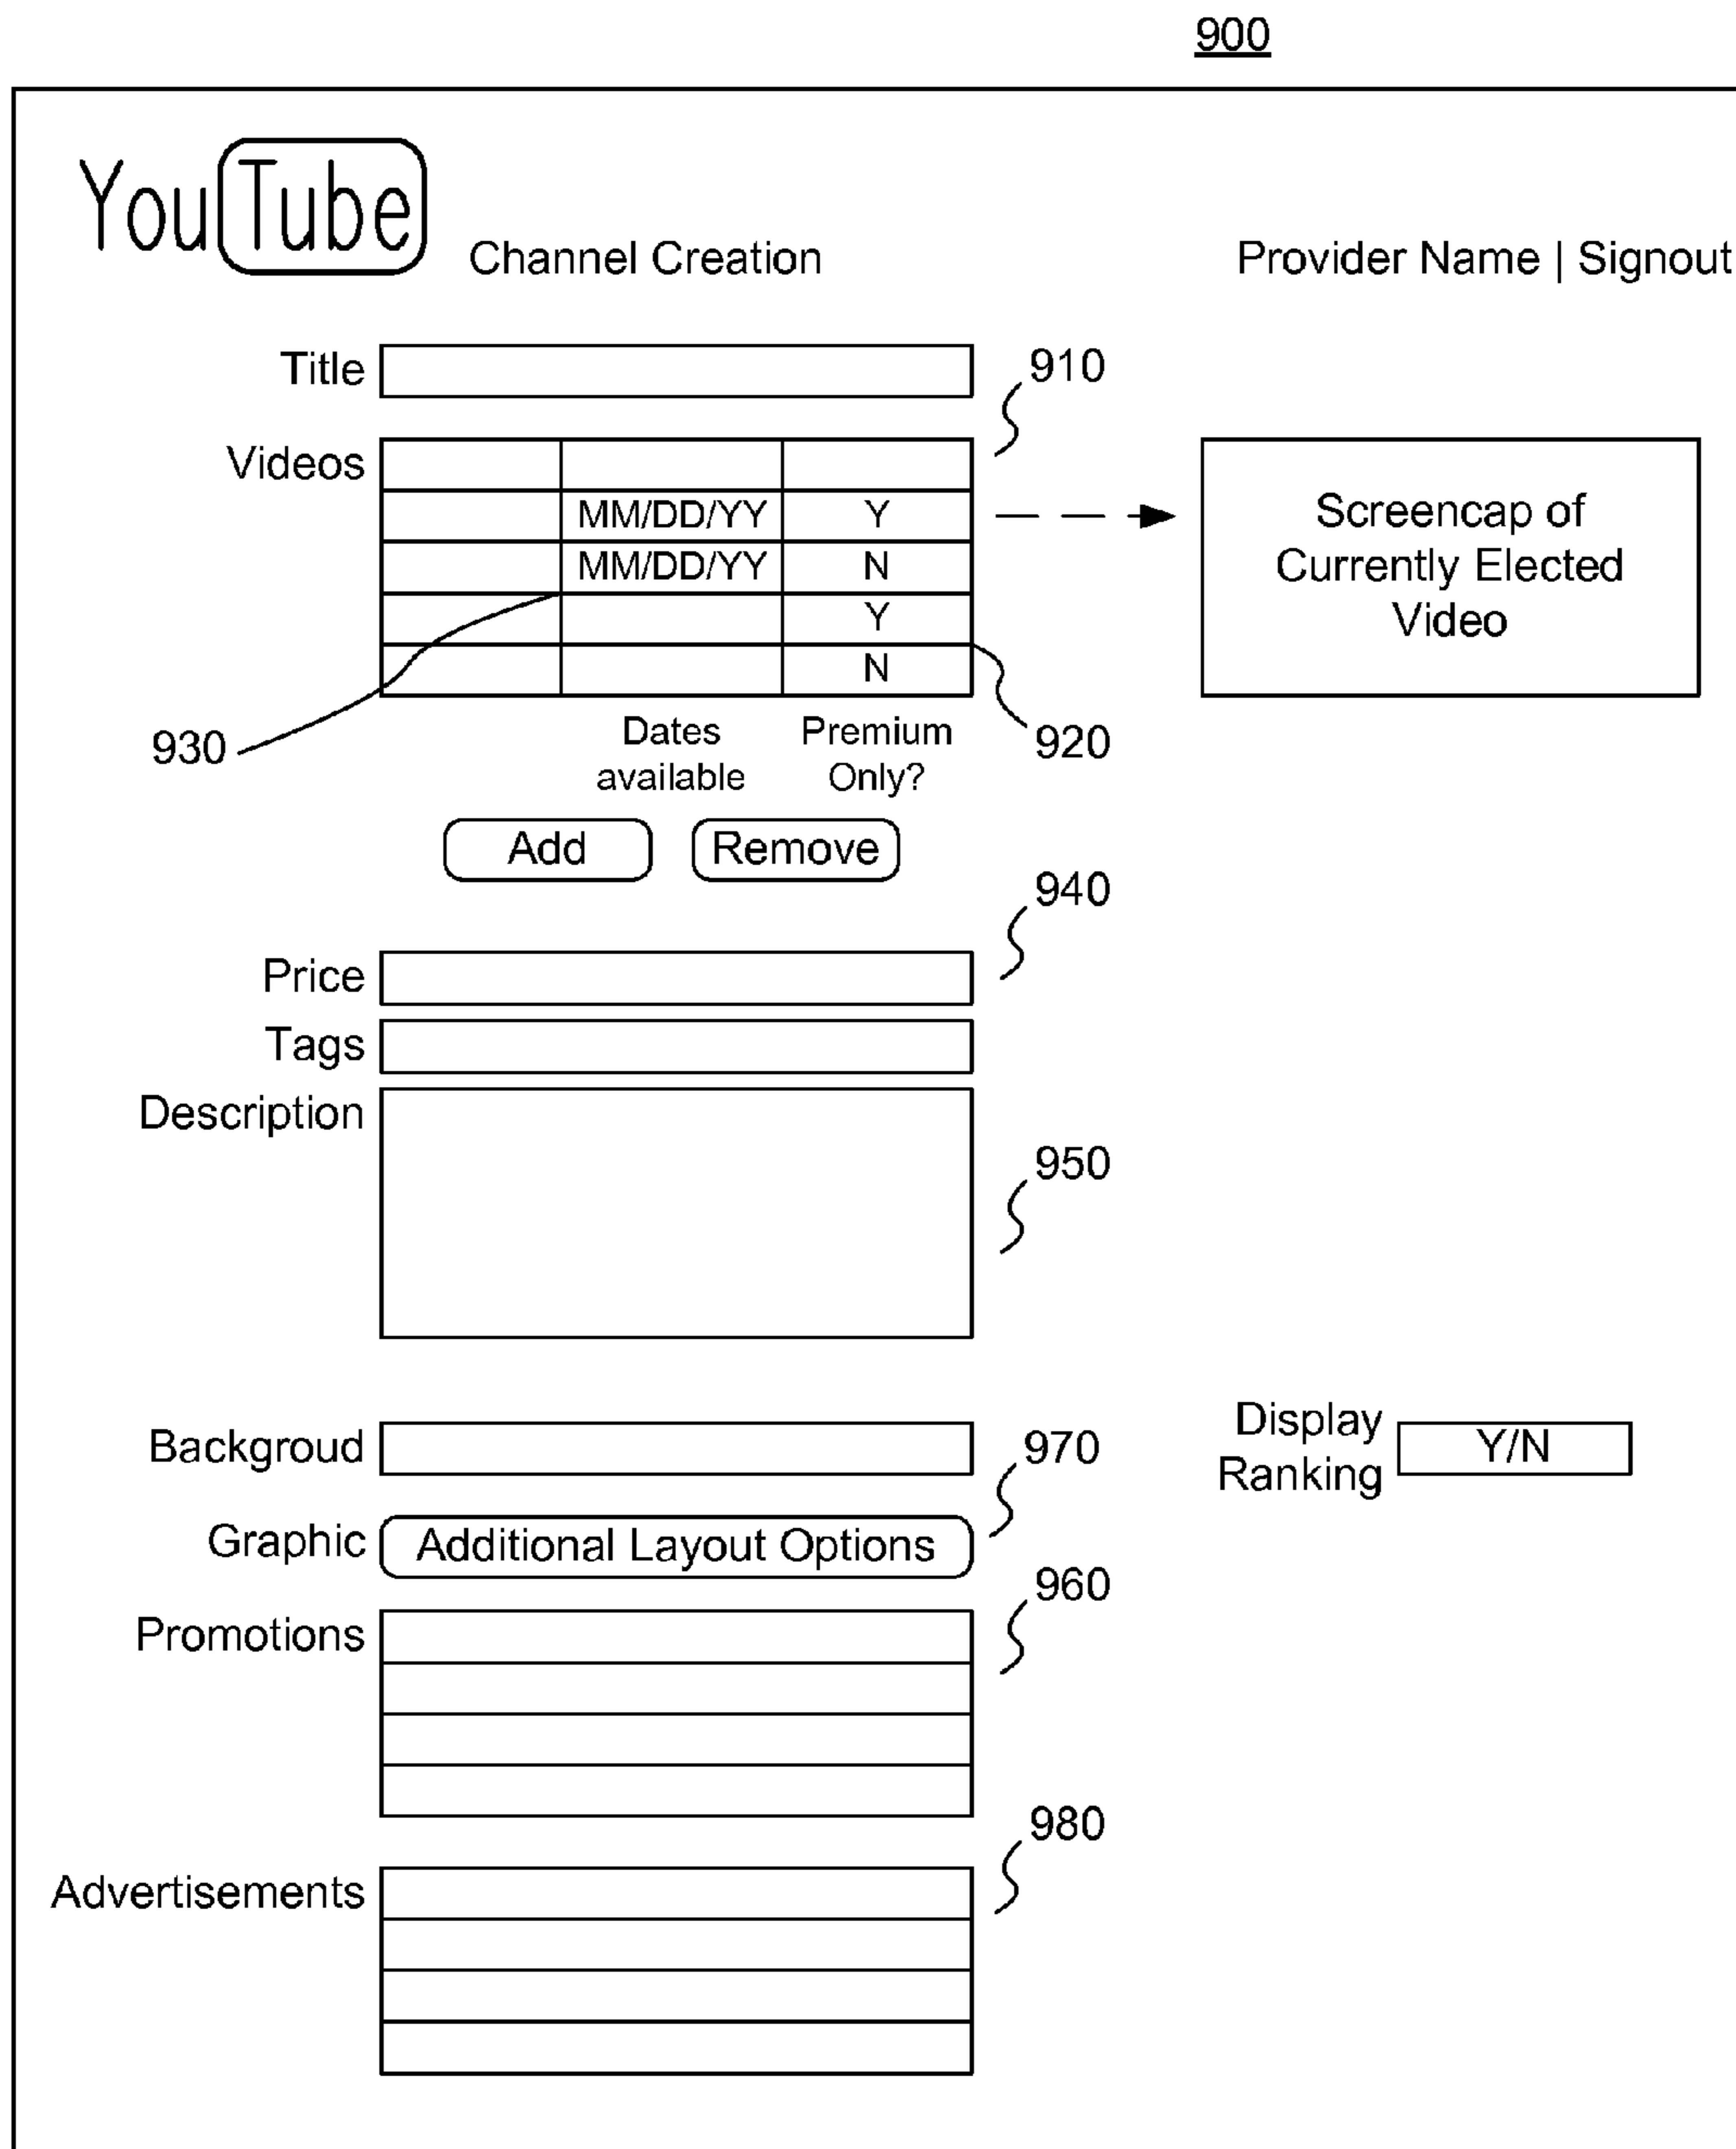 900
YouTube
Channel Creation
Provider Name | Signout
Title
910
Videos
MM/DD/YY Y
MM/DD/YY N
Y
N
Screencap of
Currently Elected
Video
930
Dates
available
Premium
Only?
920
Add
Remove
940
Price
Tags
Description
950
Backgroud
970
Display
Ranking
Y/N
Graphic
Additional Layout Options
960
Promotions
980
Advertisements